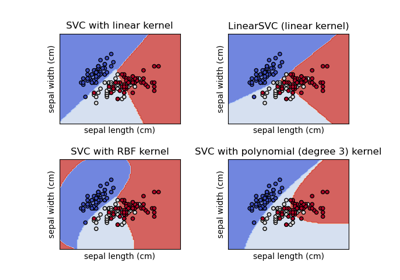 SVC with linear kernel
LinearSVC (linear kernel)
sepal width (cm)
sepal width (cm)
sepal length (cm)
sepal length (cm)
SVC with RBF kernel
SVC with polynomial (degree 3) kernel
sepal width (cm)
sepal width (cm)
sepal length (cm)
sepal length (cm)